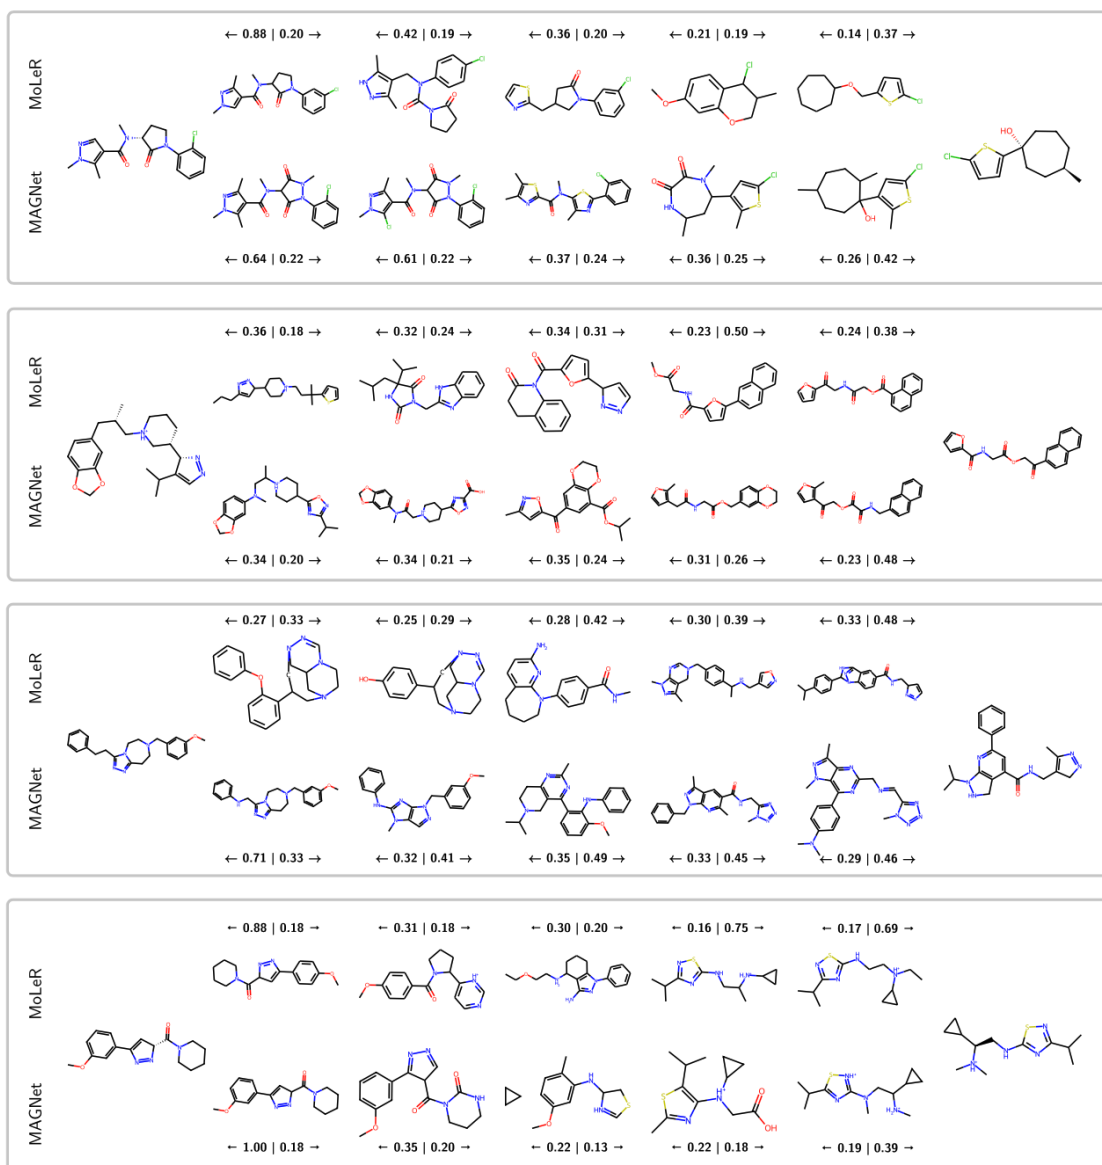 ← 0.88 | 0.20 → ← 0.42 | 0.19 → ← 0.36 | 0.20 → ← 0.21 | 0.19 → ← 0.14 | 0.37 →
MoLeR
MAGNet
← 0.64 | 0.22 → ← 0.61 | 0.22 → ← 0.37 | 0.24 → ← 0.36 | 0.25 → ← 0.26 | 0.42 →
← 0.36 | 0.18 → ← 0.32 | 0.24 → ← 0.34 | 0.31 → ← 0.23 | 0.50 → ← 0.24 | 0.38 →
MoLeR
MAGNet
← 0.34 | 0.20 → ← 0.34 | 0.21 → ← 0.35 | 0.24 → ← 0.31 | 0.26 → ← 0.23 | 0.48 →
← 0.27 | 0.33 → ← 0.25 | 0.29 → ← 0.28 | 0.42 → ← 0.30 | 0.39 → ← 0.33 | 0.48 →
MoLeR
MAGNet
← 0.71 | 0.33 → ← 0.32 | 0.41 → ← 0.35 | 0.49 → ← 0.33 | 0.45 → ← 0.29 | 0.46 →
← 0.88 | 0.18 → ← 0.31 | 0.18 → ← 0.30 | 0.20 → ← 0.16 | 0.75 → ← 0.17 | 0.69 →
MoLeR
MAGNet
← 1.00 | 0.18 → ← 0.35 | 0.20 → ← 0.22 | 0.13 → ← 0.22 | 0.18 → ← 0.19 | 0.39 →